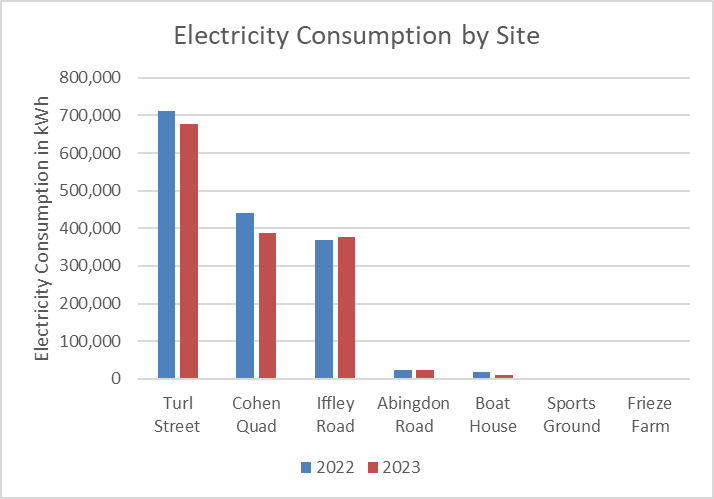 Electricity Consumption by Site
Electricity Consumption in kWh
800,000
700,000
600,000
500,000
400,000
300,000
200,000
100,000
0
Turl
Street
Cohen
Quad
Iffley
Road
Abingdon
Road
Boat
House
Sports
Ground
Frieze
Farm
2022
2023